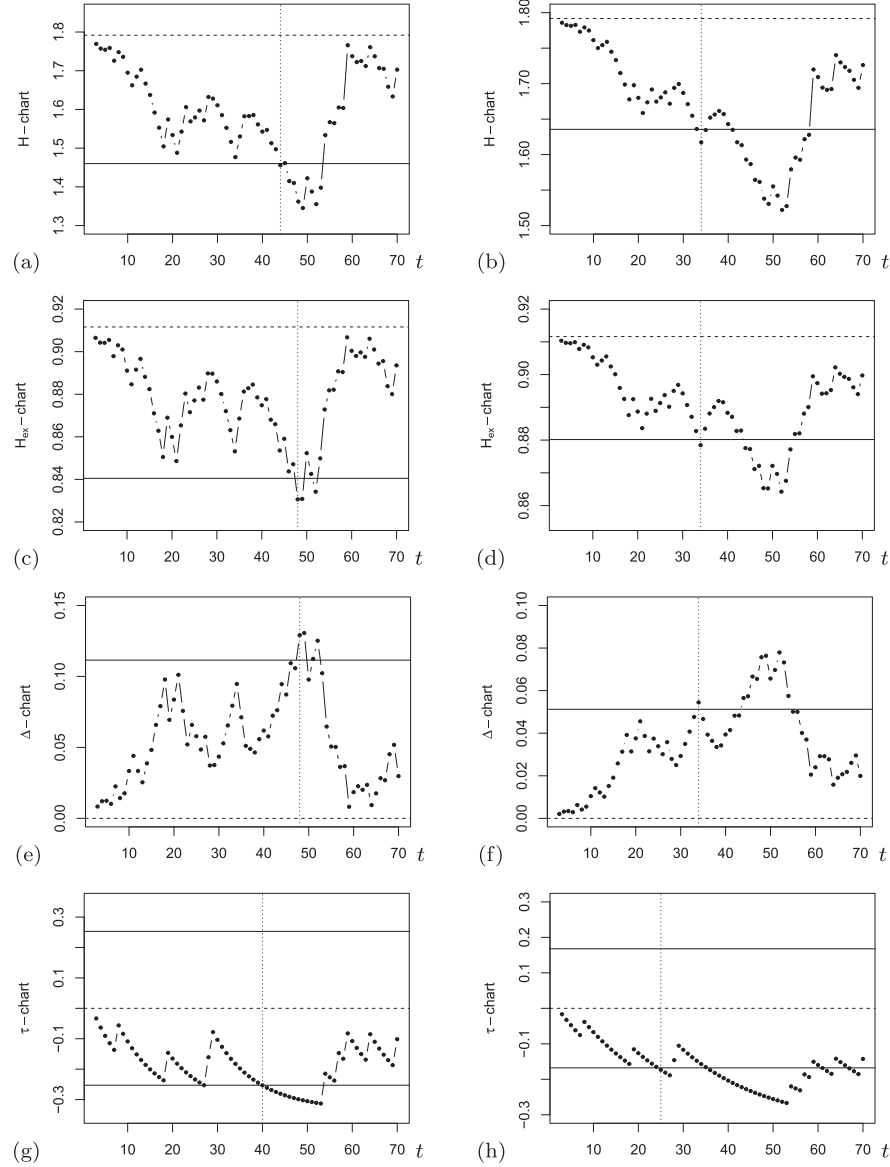 H − chart
1.3 1.4 1.5 1.6 1.7 1.8
(a) 10 20 30 40 50 60 70 t
H − chart
1.50 1.60 1.70 1.80
(b) 10 20 30 40 50 60 70 t
Hex − chart
0.82 0.84 0.86 0.88 0.90 0.92
(c) 10 20 30 40 50 60 70 t
Hex − chart
0.86 0.88 0.90 0.92
(d) 10 20 30 40 50 60 70 t
Δ − chart
0.00 0.05 0.10 0.15
(e) 10 20 30 40 50 60 70 t
Δ − chart
0.00 0.02 0.04 0.06 0.08 0.10
(f) 10 20 30 40 50 60 70 t
τ − chart
−0.3 −0.1 0.1 0.3
(g) 10 20 30 40 50 60 70 t
τ − chart
−0.3 −0.1 0.1 0.3
(h) 10 20 30 40 50 60 70 t